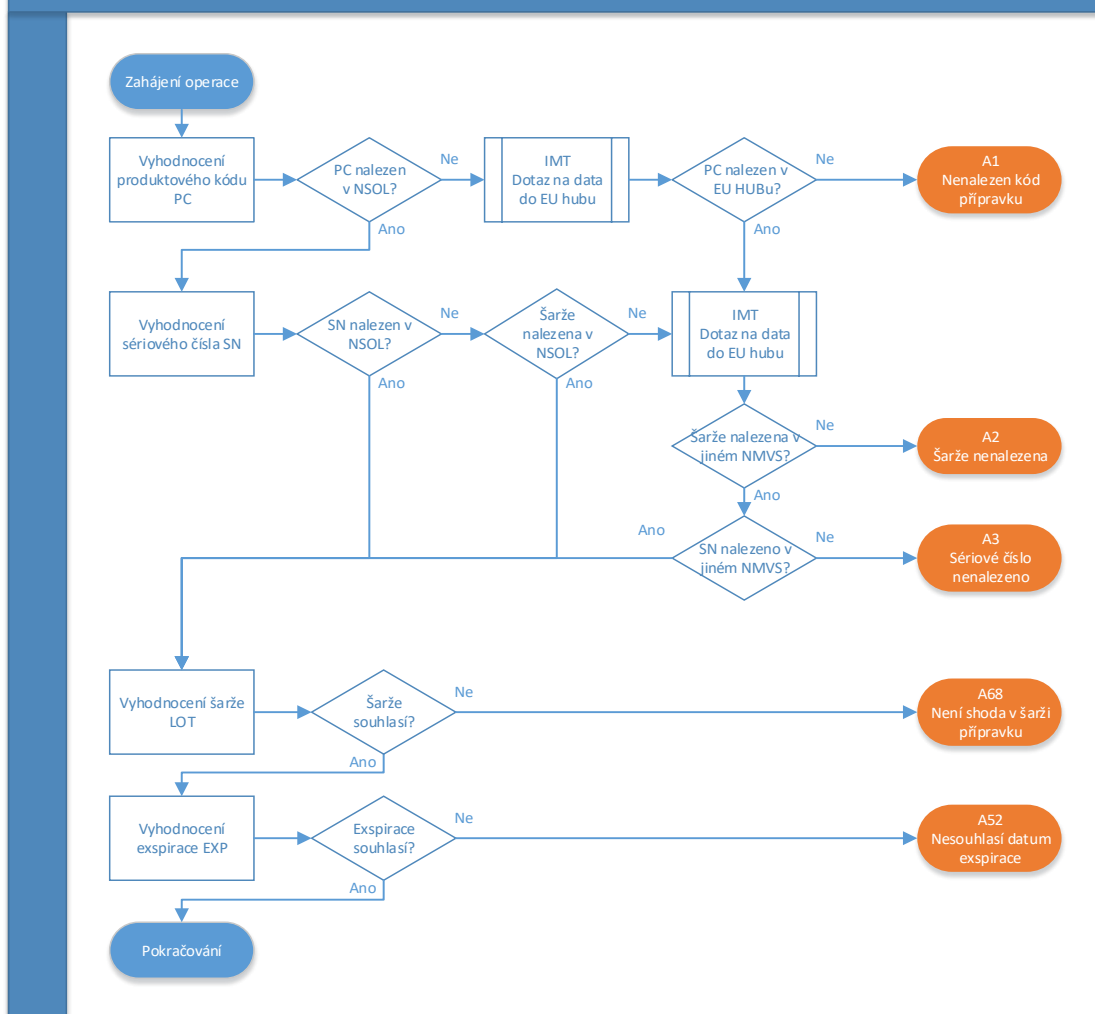 Zahájení operace
Vyhodnocení
produktového kódu
PC
PC nalezen
v NSOL?
Ne
Ano
IMT
Dotaz na data
do EU hubu
PC nalezen v
EU HUBu?
Ne
Ano
A1
Nenalezen kód
přípravku
Vyhodnocení
sériového čísla SN
SN nalezen v
NSOL?
Ne
Ano
Šarže
nalezena v
NSOL?
Ne
Ano
IMT
Dotaz na data
do EU hubu
Šarže nalezena v
jiném NMVS?
Ne
Ano
A2
Šarže nenalezena
Ano
SN nalezeno v
jiném NMVS?
Ne
A3
Sériové číslo
nenalezeno
Vyhodnocení šarže
LOT
Šarže
souhlasí?
Ne
Ano
A68
Není shoda v šarži
přípravku
Vyhodnocení
exspirace EXP
Exspirace
souhlasí?
Ne
Ano
A52
Nesouhlasí datum
exspirace
Pokračování